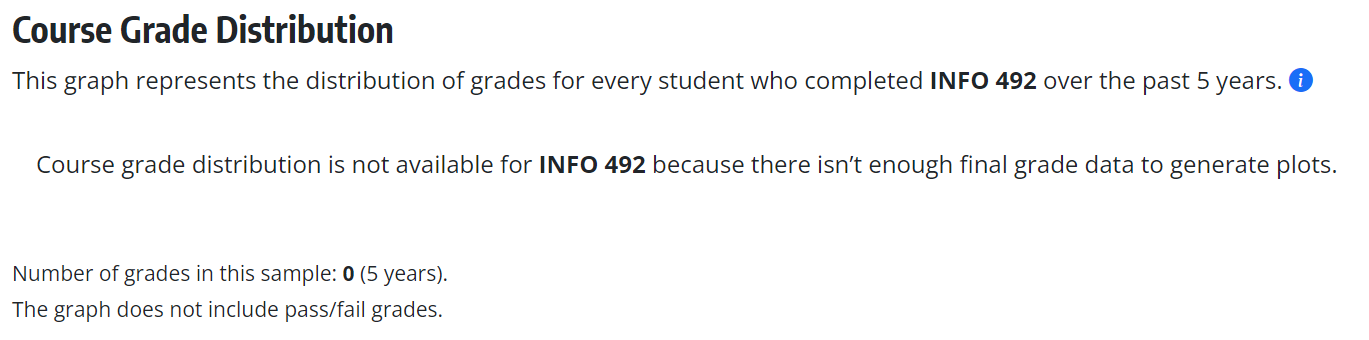 Course Grade Distribution
This graph represents the distribution of grades for every student who completed INFO 492 over the past 5 years. i
Course grade distribution is not available for INFO 492 because there isn’t enough final grade data to generate plots.
Number of grades in this sample: 0 (5 years).
The graph does not include pass/fail grades.